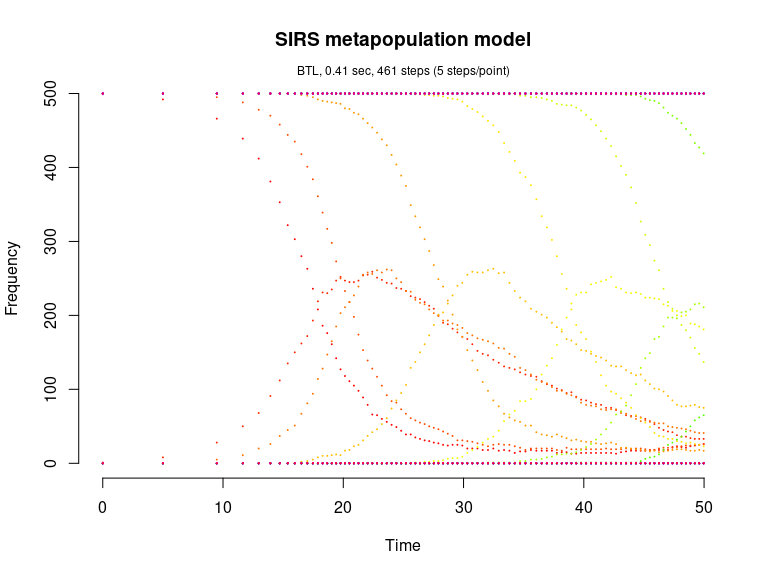 SIRS metapopulation model
BTL, 0.41 sec, 461 steps (5 steps/point)
Frequency
500
400
300
200
100
0
0 10 20 30 40 50
Time